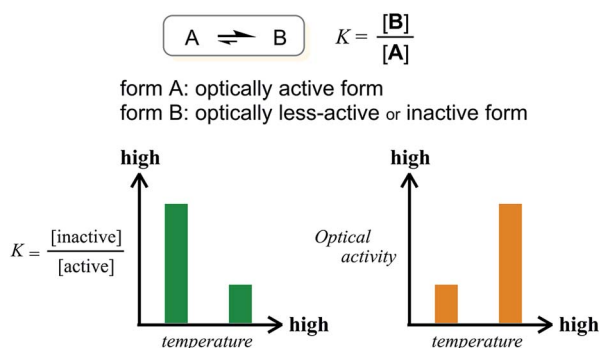 A ⇌ B
K = [B] / [A]
form A: optically active form
form B: optically less-active or inactive form
high
K = [inactive] / [active]
high
temperature
high
Optical
activity
high
temperature